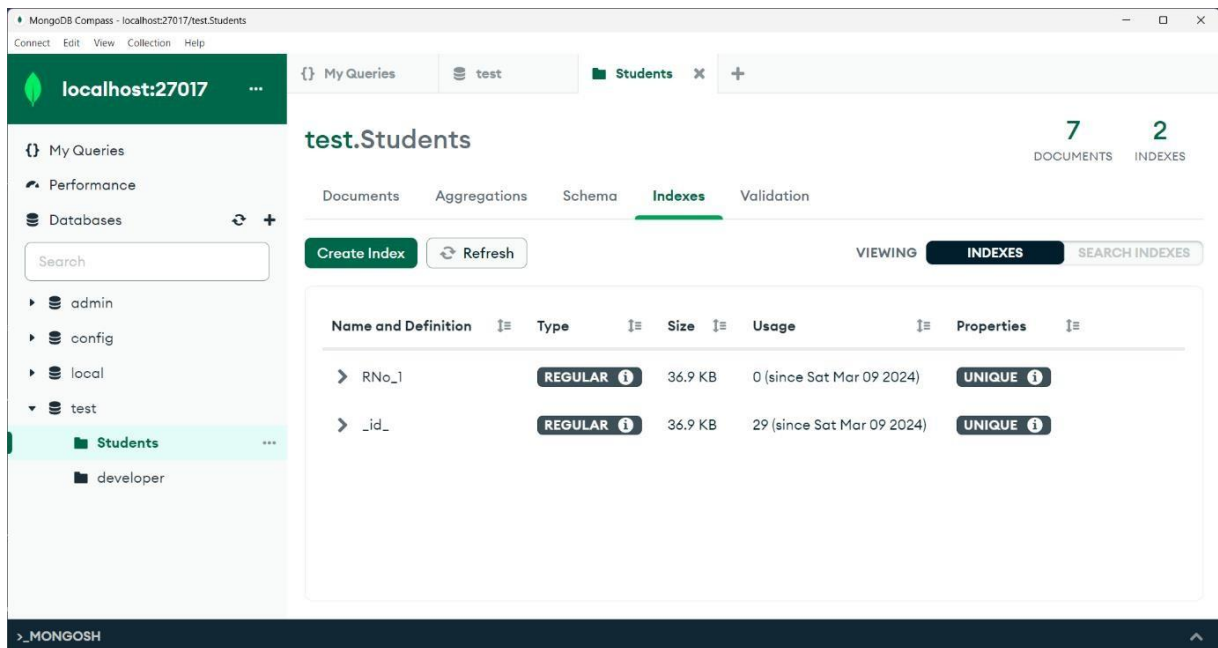 MongoDB Compass - localhost:27017/test.Students
Connect Edit View Collection Help
localhost:27017 ...
{} My Queries
Performance
Databases
Search
admin
config
local
test
Students ...
developer
{} My Queries test Students
test.Students
7 2
DOCUMENTS INDEXES
Documents Aggregations Schema Indexes Validation
Create Index Refresh VIEWING INDEXES SEARCH INDEXES
Name and Definition Type Size Usage Properties
RNo_1 REGULAR 36.9 KB 0 (since Sat Mar 09 2024) UNIQUE
_id_ REGULAR 36.9 KB 29 (since Sat Mar 09 2024) UNIQUE
>_MONGOSH